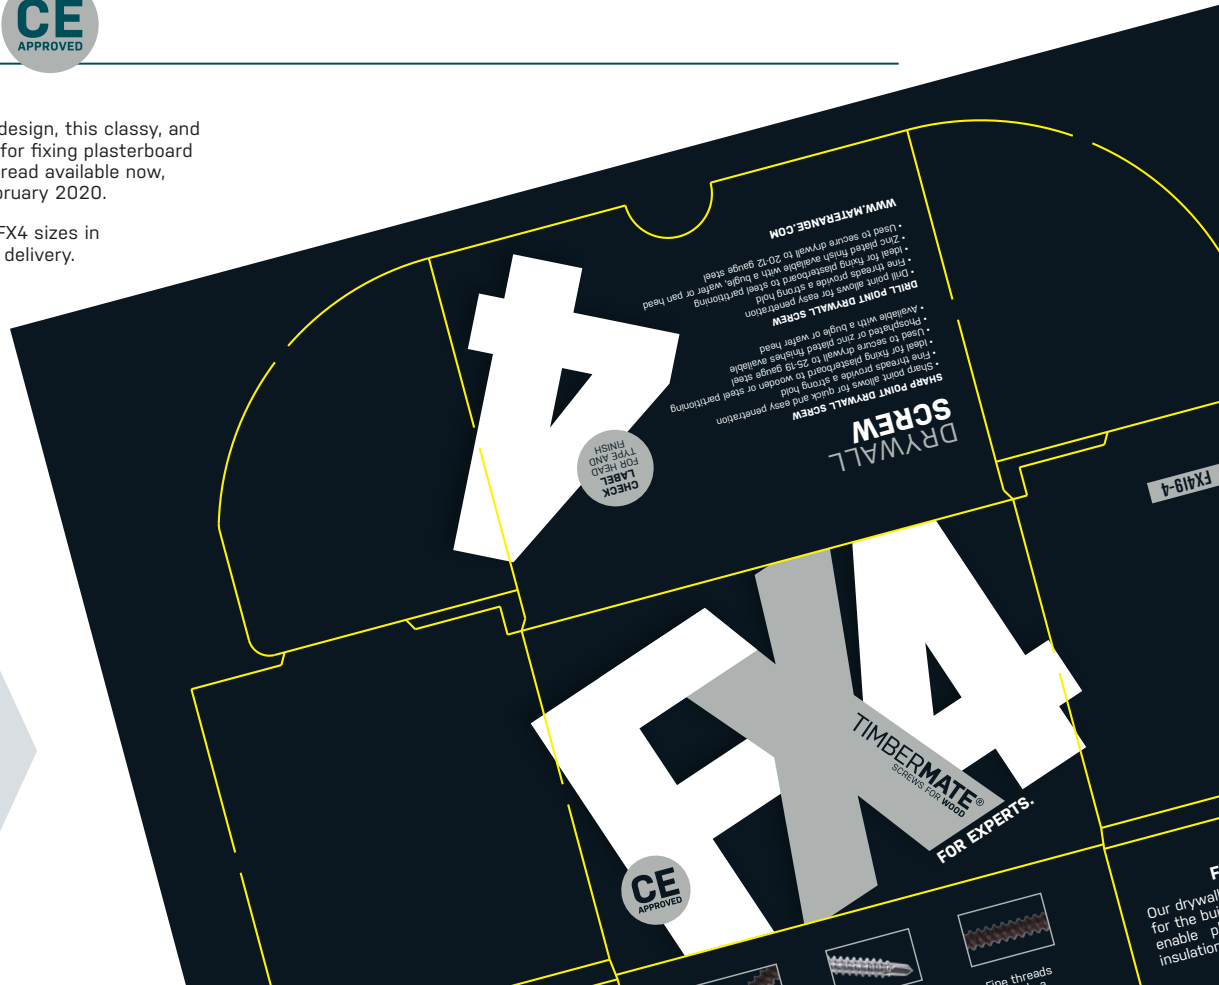 CE
APPROVED
design, this classy, and
for fixing plasterboard
read available now,
bruary 2020.
FX4 sizes in
delivery.
WWW.MATERANGE.COM
DRYWALL
SCREW
SHARP POINT DRYWALL SCREW
• Sharp point allows for quick and easy penetration
• Fine threads provide a strong hold
• Ideal for fixing plasterboard to wooden or steel partitioning
• Used to secure drywall to 25-19 gauge steel
• Phosphated or zinc plated finishes available
• Available with a bugle or wafer head
DRILL POINT DRYWALL SCREW
• Drill point allows for easy penetration
• Fine threads provide a strong hold
• Ideal for fixing plasterboard to steel partitioning
• Zinc plated finish available with a bugle, wafer or pan head
• Used to secure drywall to 20-12 gauge steel
4
CHECK
LABEL
FOR HEAD
TYPE AND
FINISH
FX419-4
FX4
TIMBERMATE®
SCREWS FOR WOOD
FOR EXPERTS.
CE
APPROVED
Fine threads
F
Our drywal
for the bui
enable p
insulation